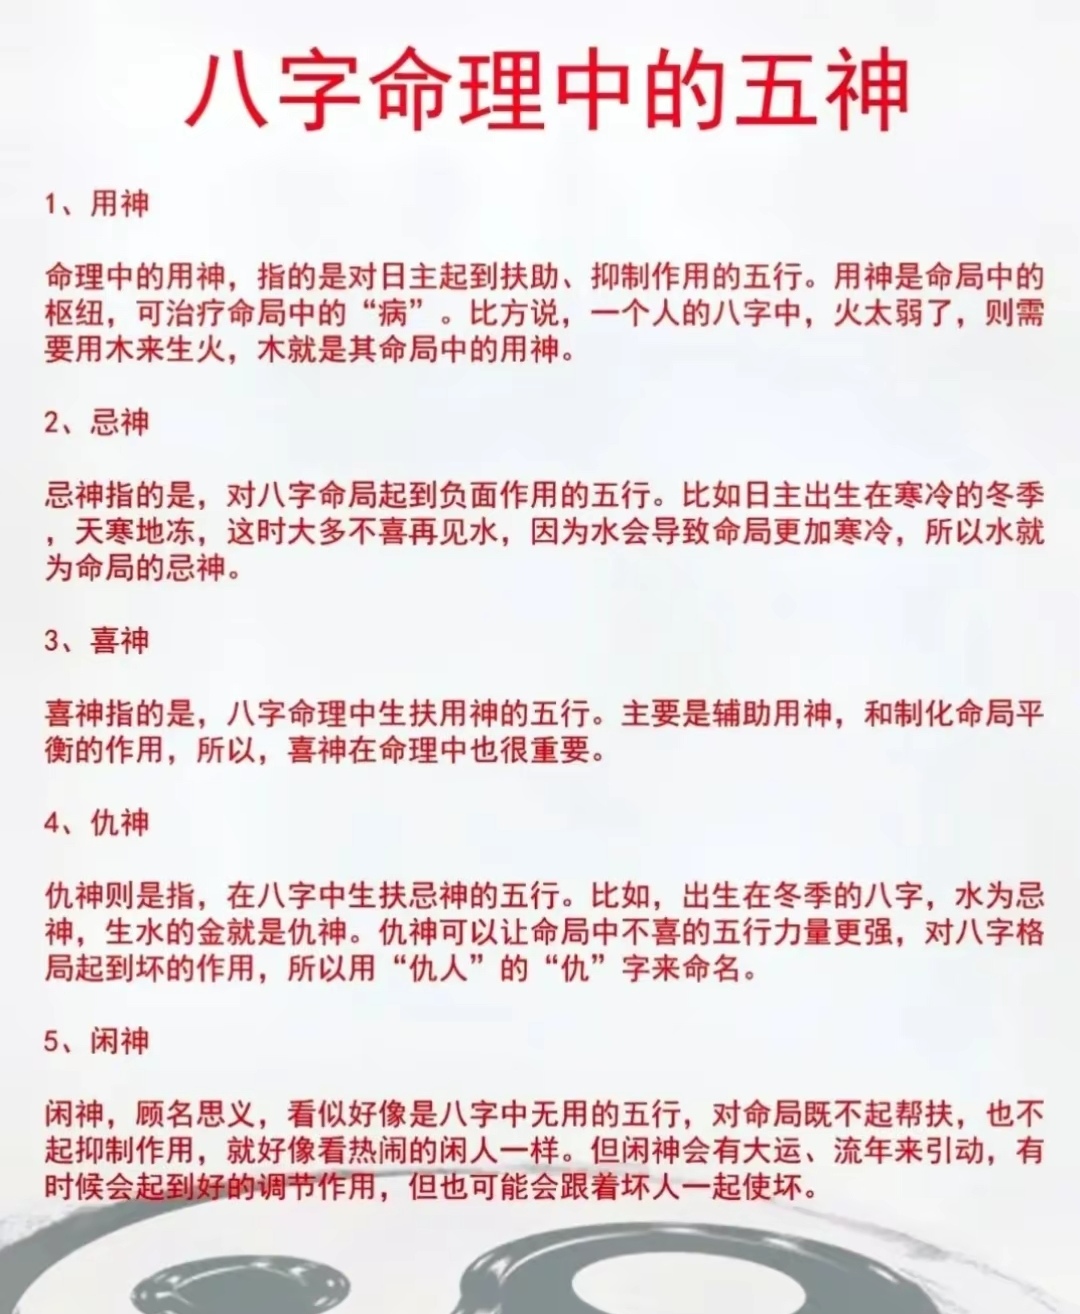 八字命理中的五神
1、用神
命理中的用神，指的是对日主起到扶助、抑制作用的五行。用神是命局中的
枢纽，可治疗命局中的“病”。比方说，一个人的八字中，火太弱了，则需
要用木来生火，木就是其命局中的用神。
2、忌神
忌神指的是，对八字命局起到负面作用的五行。比如日主出生在寒冷的冬季
，天寒地冻，这时大多不喜再见水，因为水会导致命局更加寒冷，所以水就
为命局的忌神。
3、喜神
喜神指的是，八字命理中生扶用神的五行。主要是辅助用神，和制化命局平
衡的作用，所以，喜神在命理中也很重要。
4、仇神
仇神则是指，在八字中生扶忌神的五行。比如，出生在冬季的八字，水为忌
神，生水的金就是仇神。仇神可以让命局中不喜的五行力量更强，对八字格
局起到坏的作用，所以用“仇人”的“仇”字来命名。
5、闲神
闲神，顾名思义，看似好像是八字中无用的五行，对命局既不起帮扶，也不
起抑制作用，就好像看热闹的闲人一样。但闲神会有大运、流年来引动，有
时候会起到好的调节作用，但也可能会跟着坏人一起使坏。